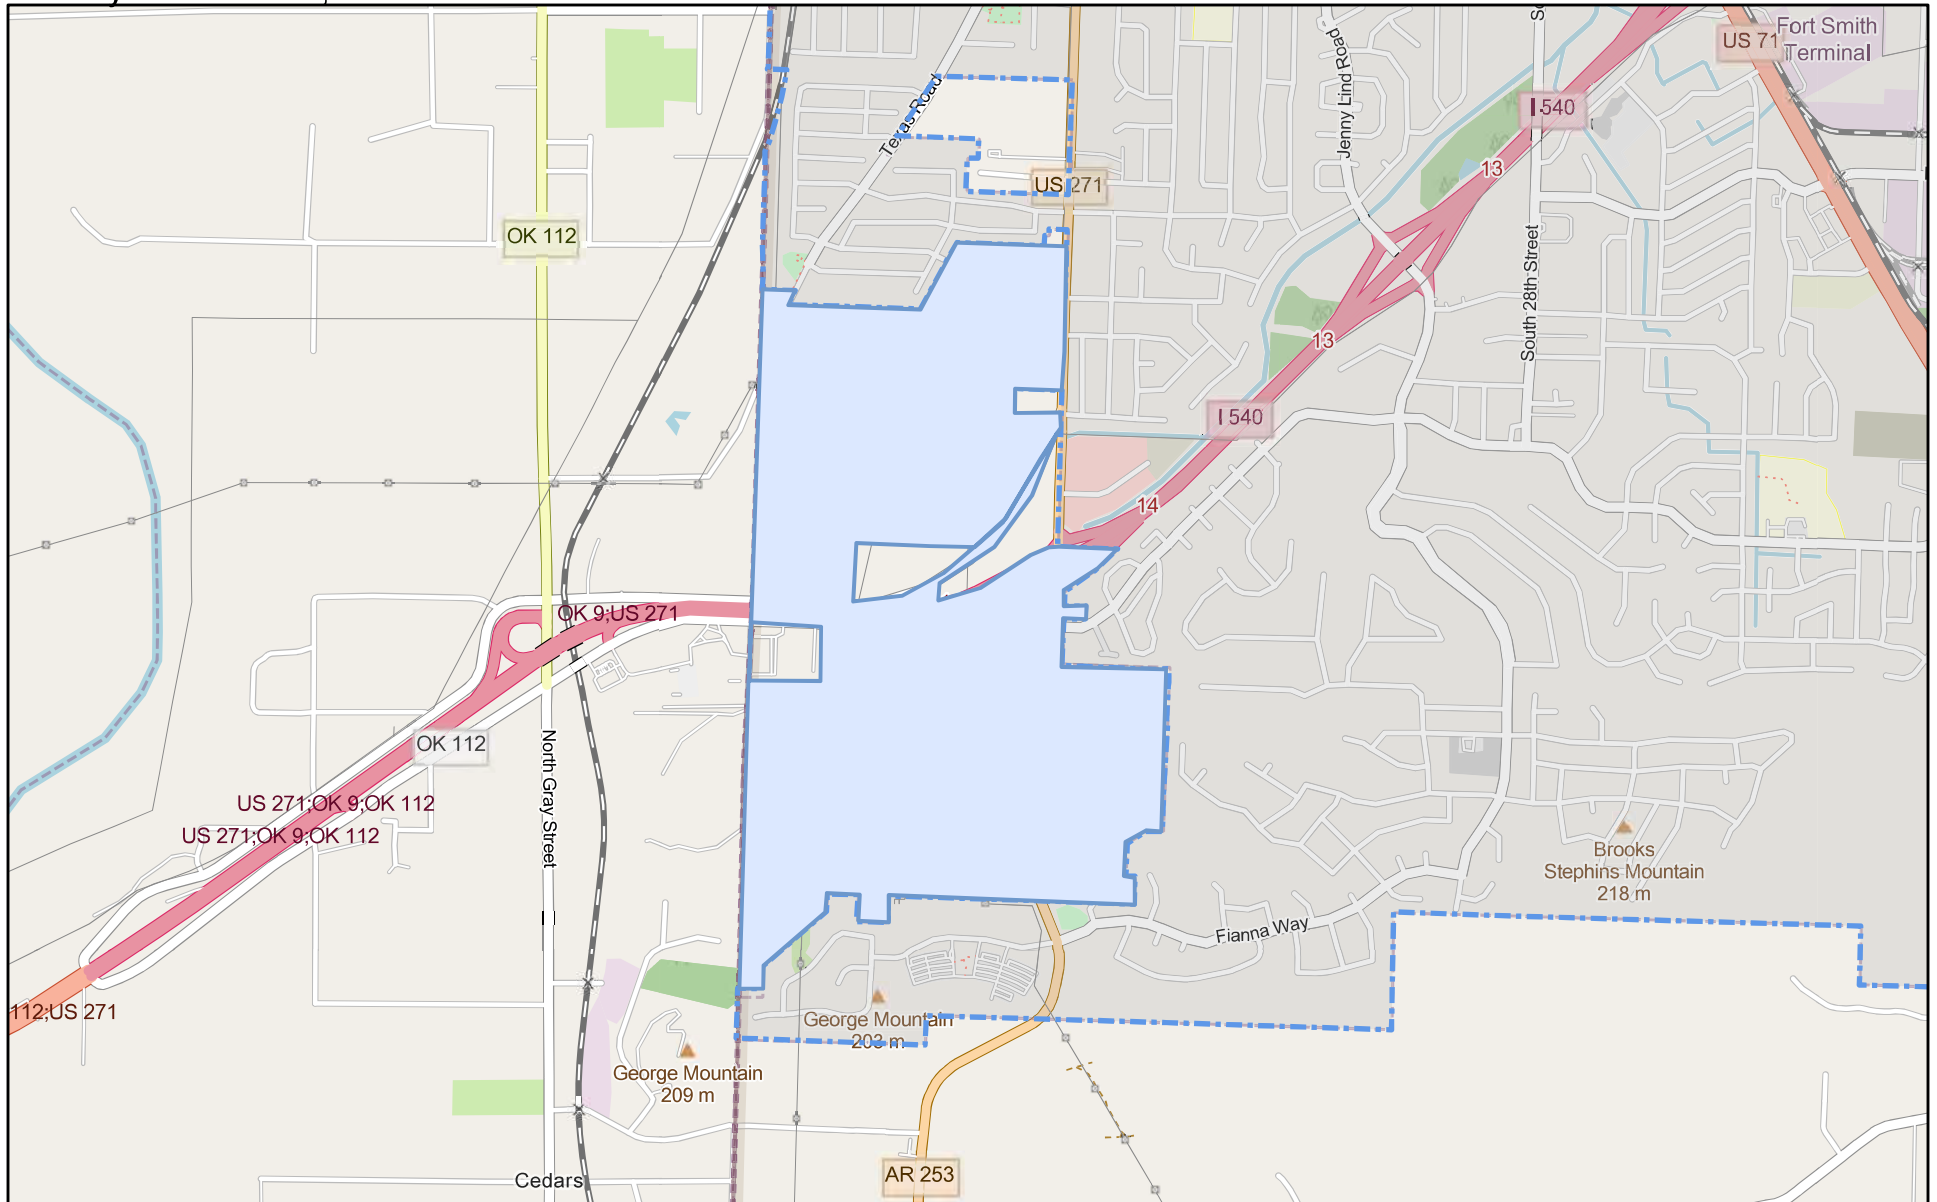 Fort Smith
Terminal
US 71
Jenny Lind Road
I 540
Texas Road
13
US 271
OK 112
South 28th Street
13
I 540
14
OK 9;US 271
OK 112
North Gray Street
US 271;OK 9;OK 112
US 271;OK 9;OK 112
Brooks
Stephins Mountain
218 m
Fianna Way
112;US 271
George Mountain
203 m
George Mountain
209 m
AR 253
Cedars